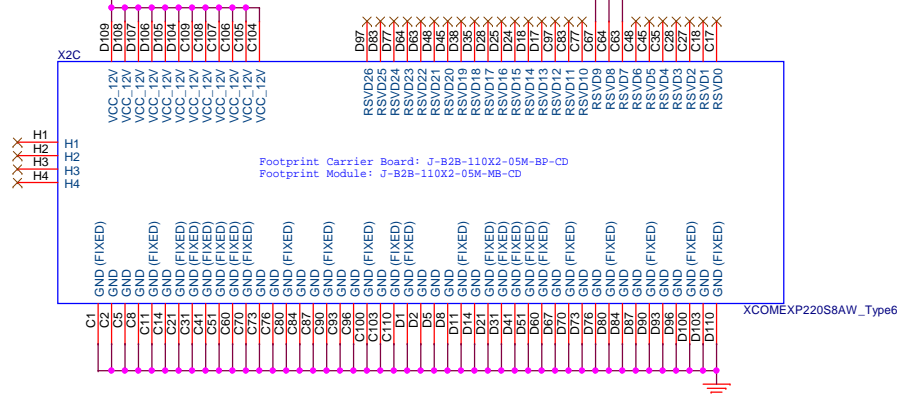 D109 D108 D107 D106 D105 D104 C109 C108 C107 C106 C105 C104
D97 D83 D77 D64 D63 D48 D45 D38 D35 D28 D25 D24 D18 D17 C97 C83 C77 C67 C64 C63 C48 C45 C35 C28 C27 C18 C17
X2C
VCC_12V VCC_12V VCC_12V VCC_12V VCC_12V VCC_12V VCC_12V VCC_12V VCC_12V VCC_12V VCC_12V VCC_12V
RSVD26 RSVD25 RSVD24 RSVD23 RSVD22 RSVD21 RSVD20 RSVD19 RSVD18 RSVD17 RSVD16 RSVD15 RSVD14 RSVD13 RSVD12 RSVD11 RSVD10 RSVD9 RSVD8 RSVD7 RSVD6 RSVD5 RSVD4 RSVD3 RSVD2 RSVD1 RSVD0
H1 H1
H2 H2
H3 H3
H4 H4
Footprint Carrier Board: J-B2B-110X2-05M-BP-CD
Footprint Module: J-B2B-110X2-05M-MB-CD
GND (FIXED) GND GND GND GND (FIXED) GND GND (FIXED) GND (FIXED) GND (FIXED) GND (FIXED) GND (FIXED) GND (FIXED) GND GND GND (FIXED) GND GND GND (FIXED) GND GND GND (FIXED) GND GND (FIXED) GND (FIXED) GND GND GND GND (FIXED) GND GND (FIXED) GND (FIXED) GND (FIXED) GND (FIXED) GND (FIXED) GND GND (FIXED) GND GND GND (FIXED) GND GND GND (FIXED) GND GND GND (FIXED) GND GND (FIXED)
XCOMEXP220S8AW_Type6
C1 C2 C5 C8 C11 C14 C21 C31 C41 C51 C60 C70 C73 C76 C80 C84 C87 C90 C93 C96 C100 C103 C110 D1 D2 D5 D8 D11 D14 D21 D31 D41 D51 D60 D67 D70 D73 D76 D80 D84 D87 D90 D93 D96 D100 D103 D110